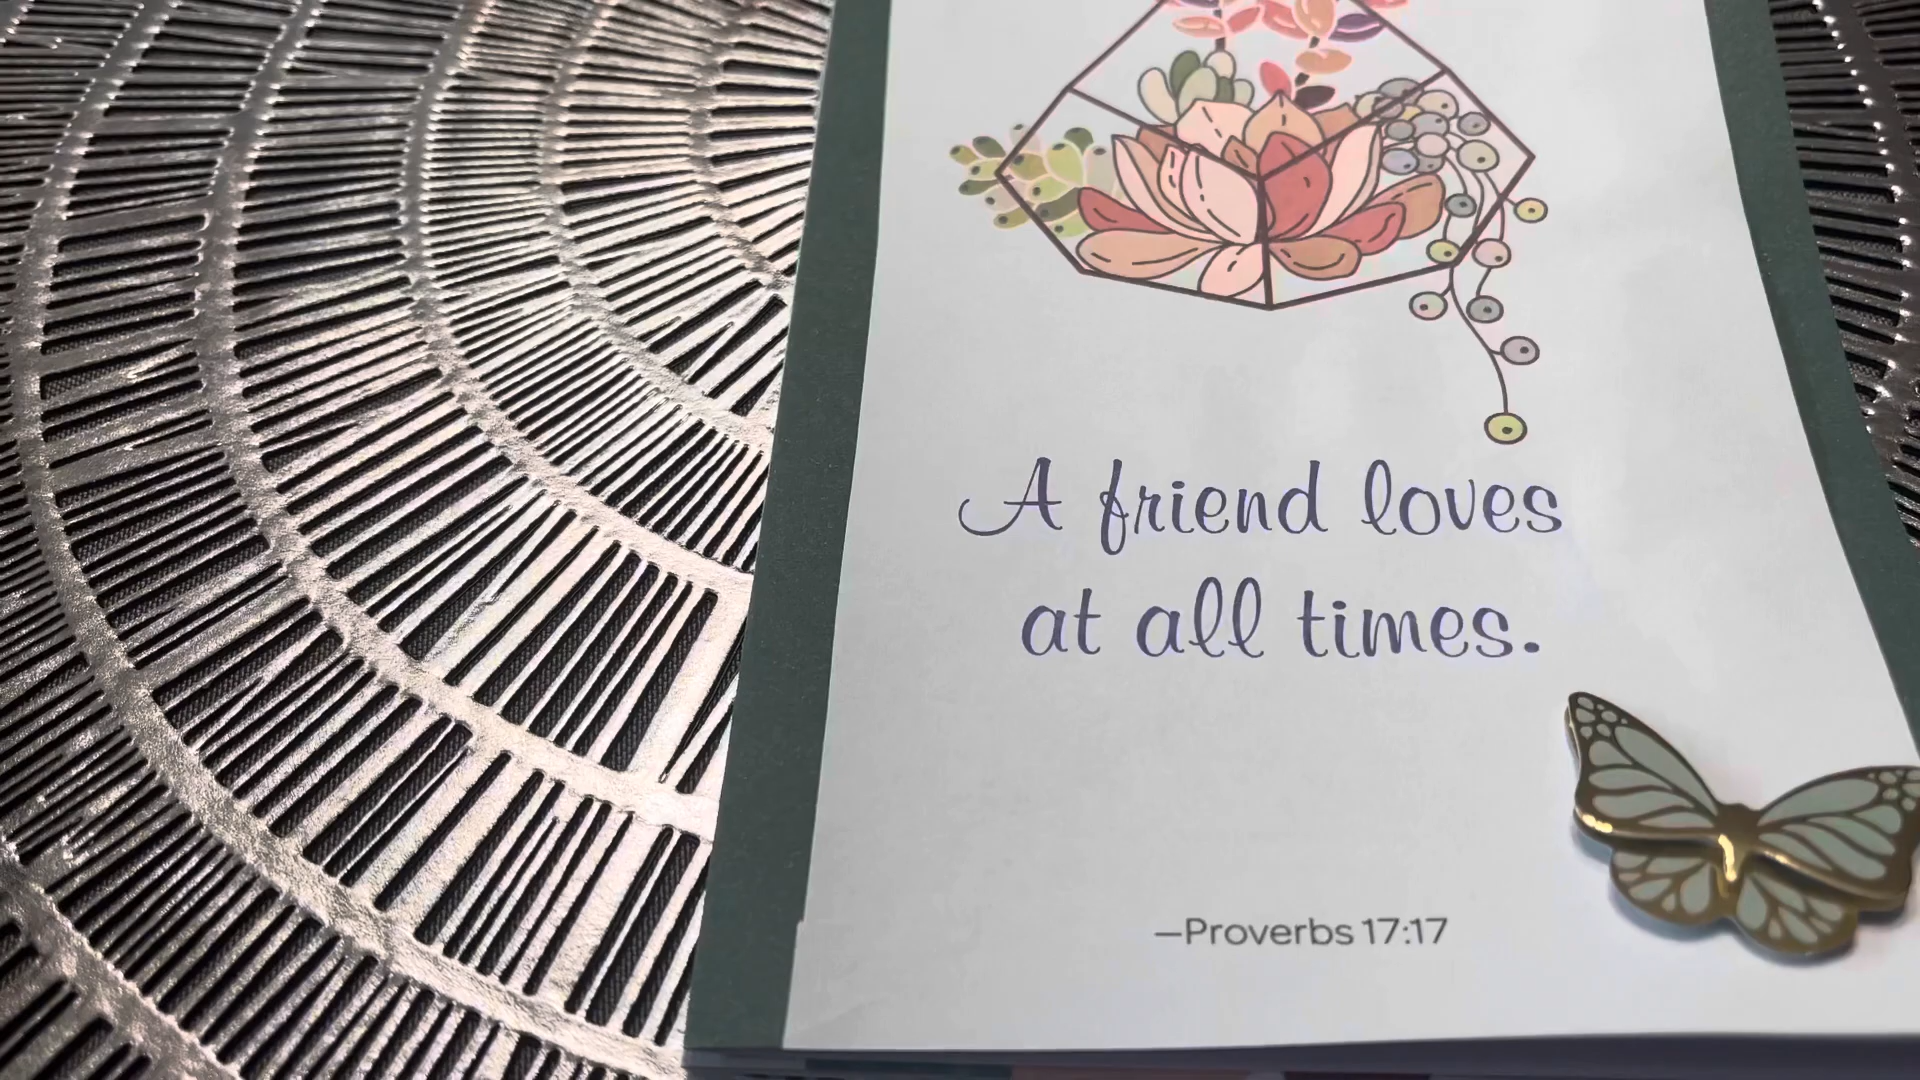 A friend loves
at all times.
—Proverbs 17:17